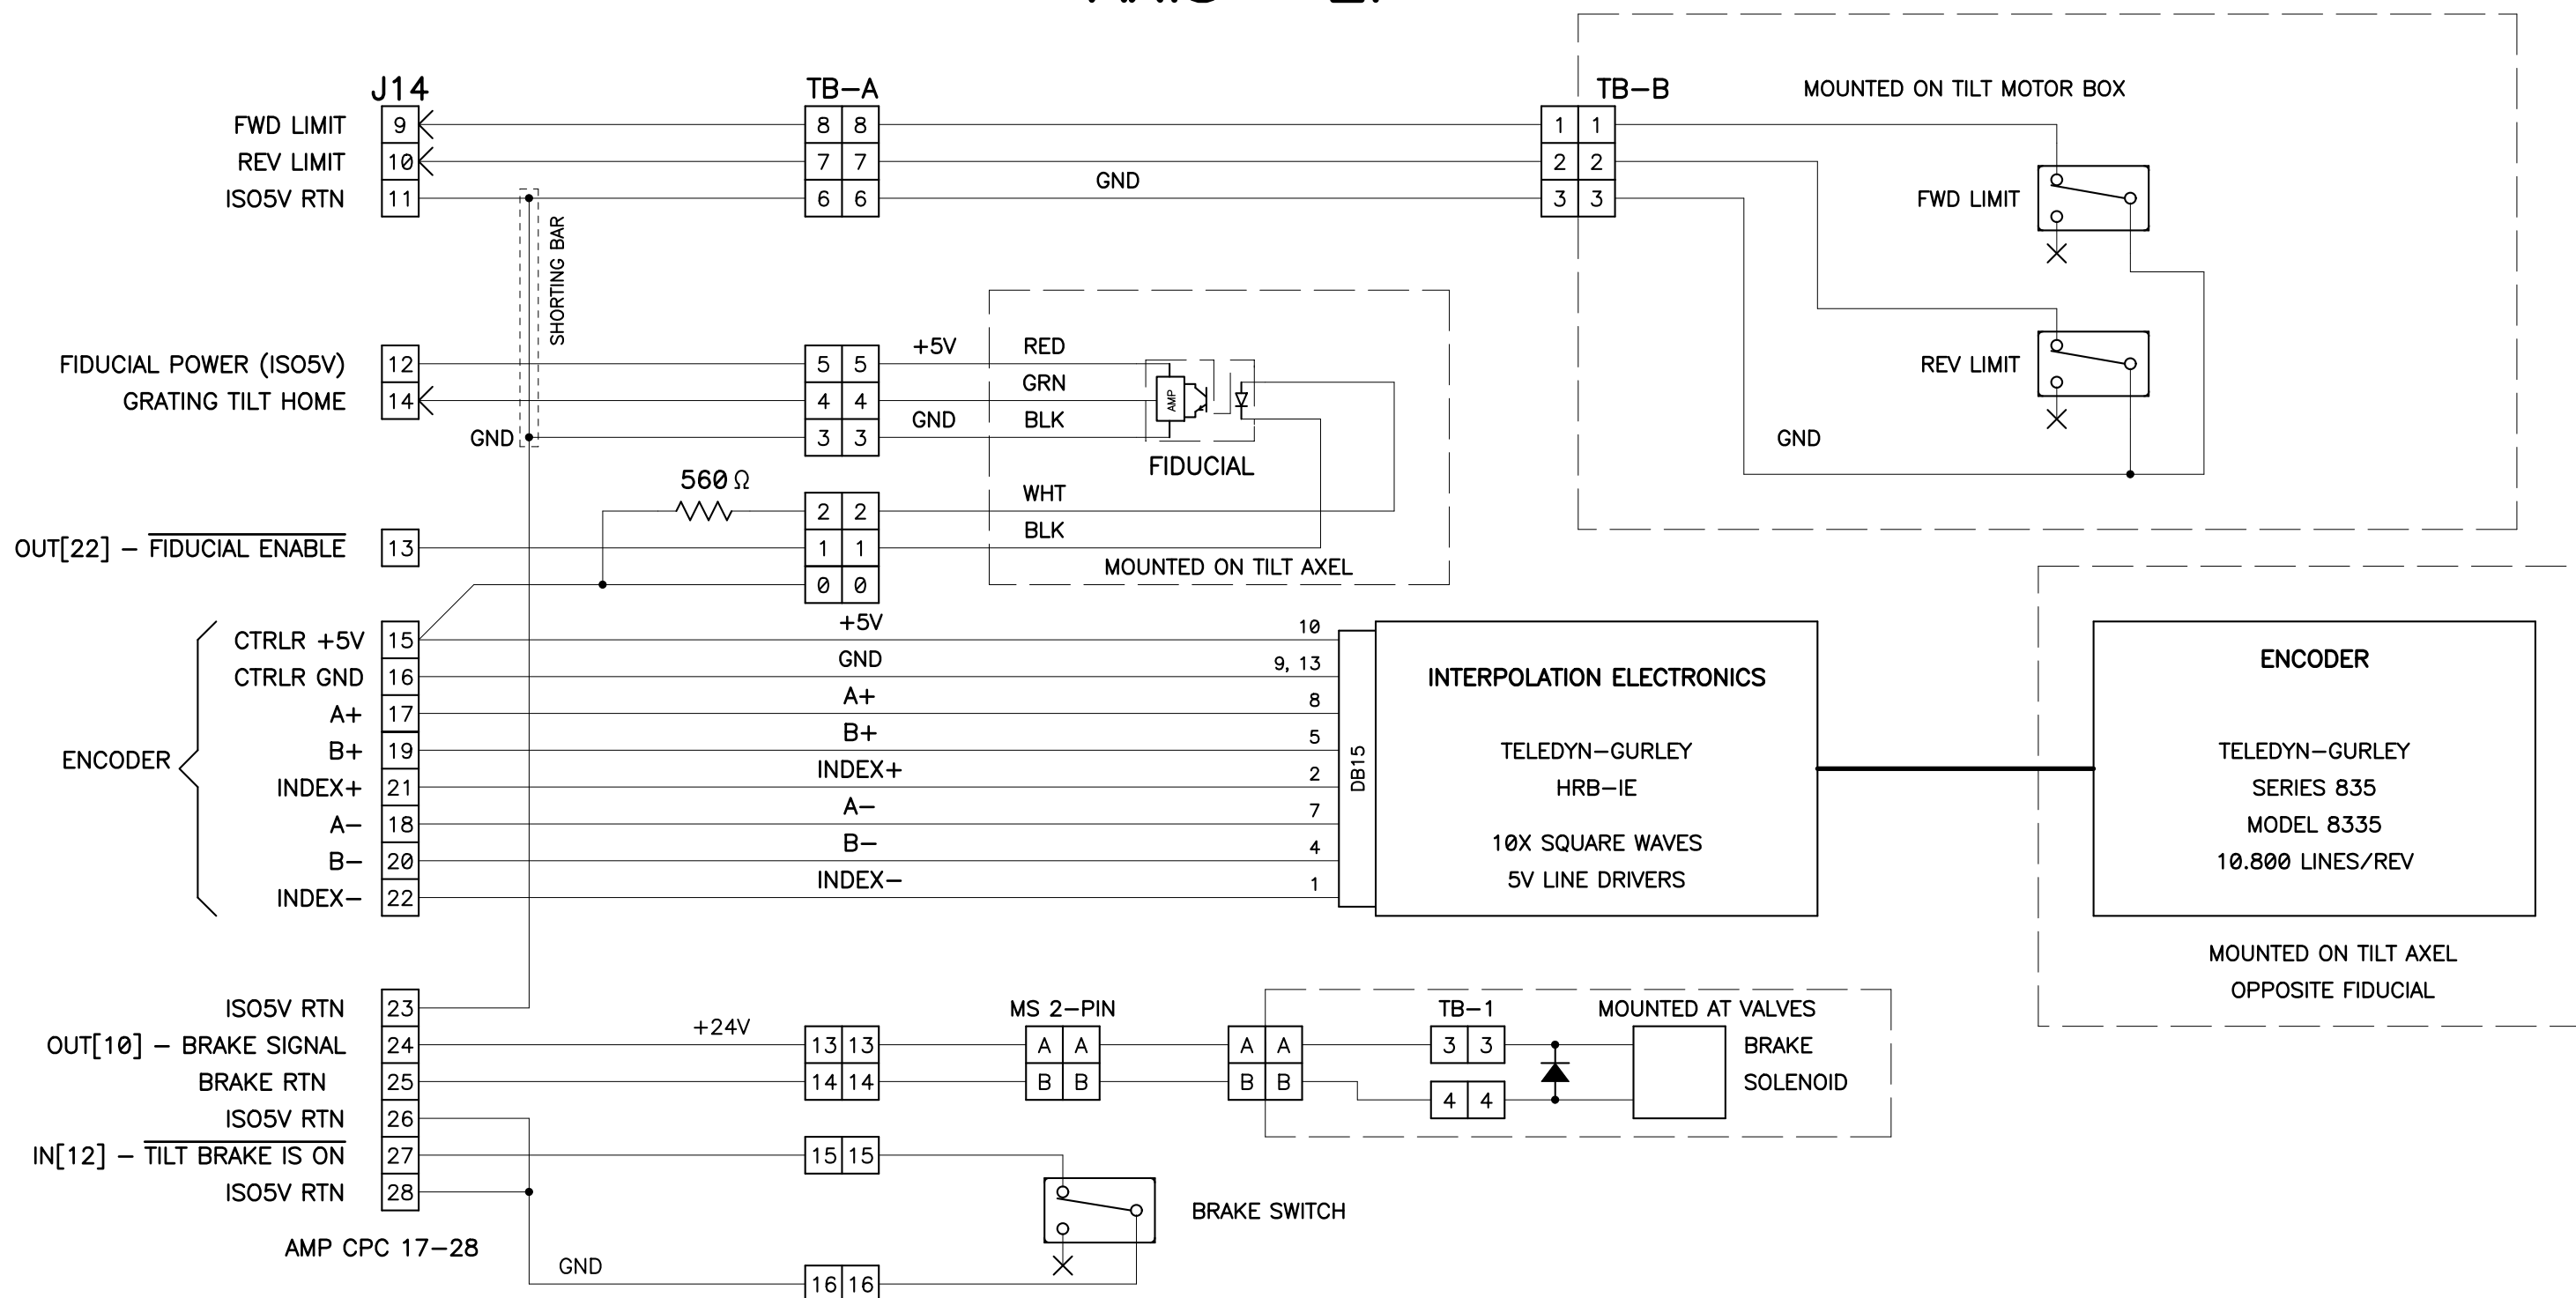 J14
TB-A
TB-B
MOUNTED ON TILT MOTOR BOX
FWD LIMIT 9 8 8 1 1
REV LIMIT 10 7 7 2 2
ISO5V RTN 11 6 6 GND 3 3
FWD LIMIT
SHORTING BAR
FIDUCIAL POWER (ISO5V) 12 5 5 +5V RED
GRATING TILT HOME 14 4 4 GRN
GND 3 3 GND BLK
AMP
FIDUCIAL
REV LIMIT
GND
560 Ω
2 2 WHT
OUT[22] – FIDUCIAL ENABLE 13 1 1 BLK
0 0
MOUNTED ON TILT AXEL
ENCODER
CTRLR +5V 15 +5V 10
CTRLR GND 16 GND 9, 13
A+ 17 A+ 8
B+ 19 B+ 5
INDEX+ 21 INDEX+ 2
A- 18 A- 7
B- 20 B- 4
INDEX- 22 INDEX- 1
DB15
INTERPOLATION ELECTRONICS
TELEDYN-GURLEY
HRB-IE
10X SQUARE WAVES
5V LINE DRIVERS
ENCODER
TELEDYN-GURLEY
SERIES 835
MODEL 8335
10.800 LINES/REV
MOUNTED ON TILT AXEL
OPPOSITE FIDUCIAL
ISO5V RTN 23
MS 2-PIN
TB-1
MOUNTED AT VALVES
OUT[10] – BRAKE SIGNAL 24 +24V 13 13 A A A A 3 3
BRAKE RTN 25 14 14 B B B B 4 4
BRAKE
SOLENOID
ISO5V RTN 26
IN[12] – TILT BRAKE IS ON 27 15 15
ISO5V RTN 28
BRAKE SWITCH
AMP CPC 17-28
GND 16 16